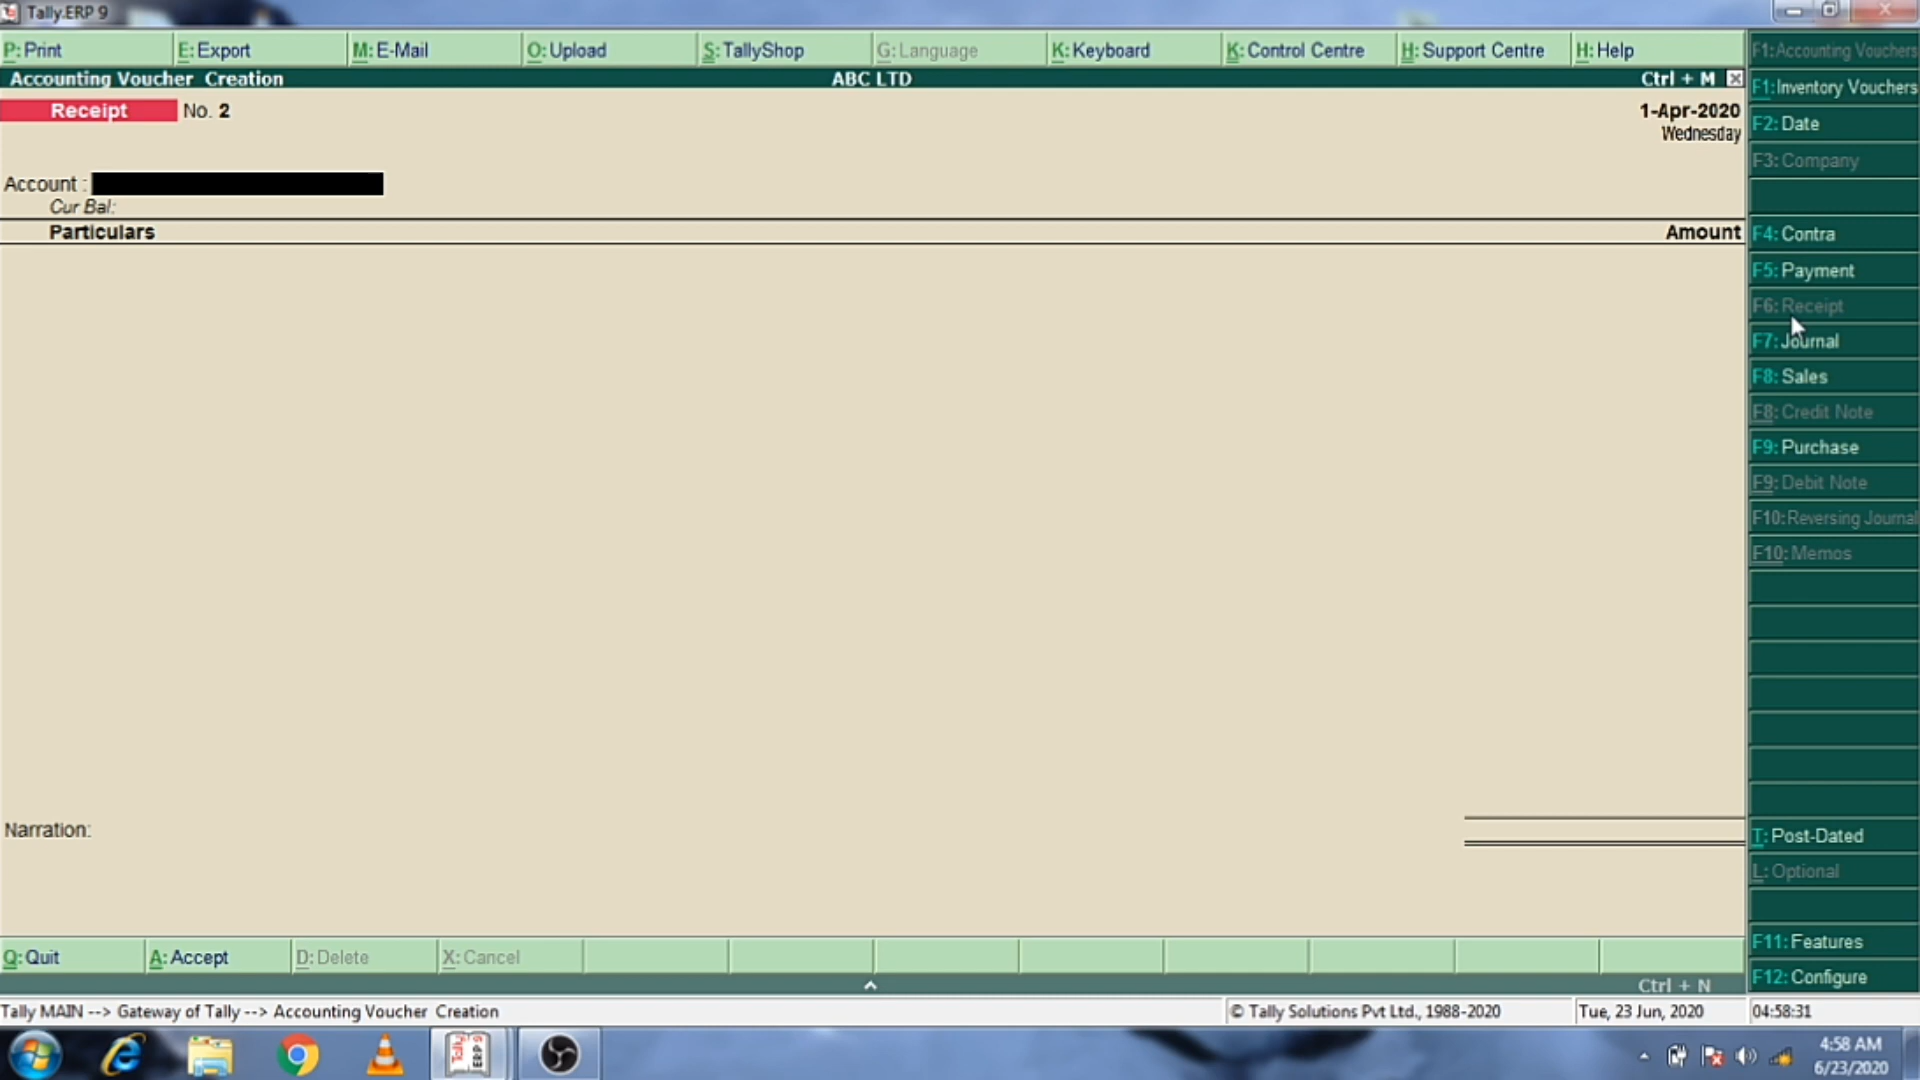 Tally.ERP 9
P: Print E: Export M: E-Mail O: Upload S: TallyShop G: Language K: Keyboard K: Control Centre H: Support Centre H: Help
Accounting Voucher Creation ABC LTD Ctrl + M
Receipt No. 2 1-Apr-2020
Wednesday
Account :
Cur Bal:
Particulars Amount
Narration:
F1: Accounting Vouchers
F1: Inventory Vouchers
F2: Date
F3: Company
F4: Contra
F5: Payment
F6: Receipt
F7: Journal
F8: Sales
F8: Credit Note
F9: Purchase
F9: Debit Note
F10: Reversing Journal
F10: Memos
T: Post-Dated
L: Optional
F11: Features
F12: Configure
Q: Quit A: Accept D: Delete X: Cancel
Ctrl + N
Tally MAIN --> Gateway of Tally --> Accounting Voucher Creation © Tally Solutions Pvt Ltd., 1988-2020 Tue, 23 Jun, 2020 04:58:31
Tally
ERP 9
4:58 AM
6/23/2020